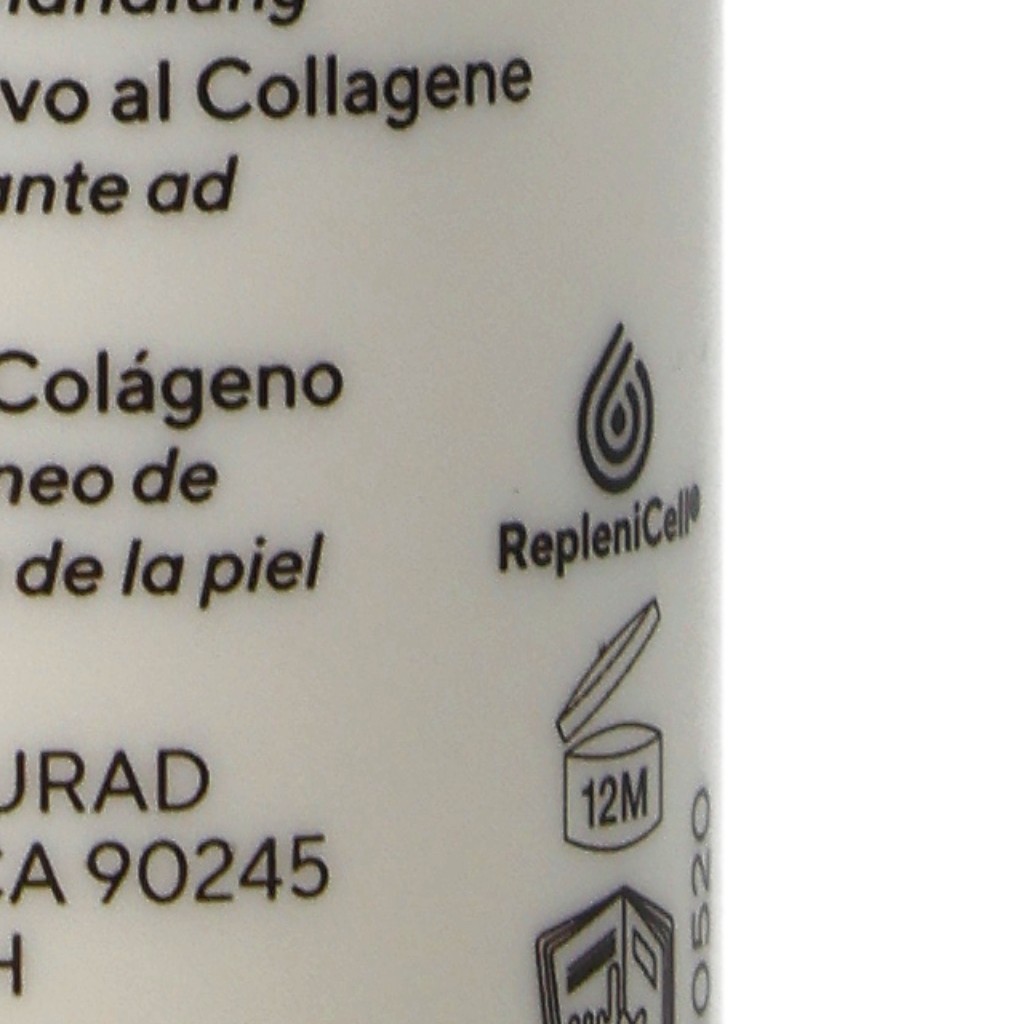 vo al Collagene
ante ad
Colágeno
neo de
de la piel
RepleniCell®
12M
URAD
CA 90245
H
0520